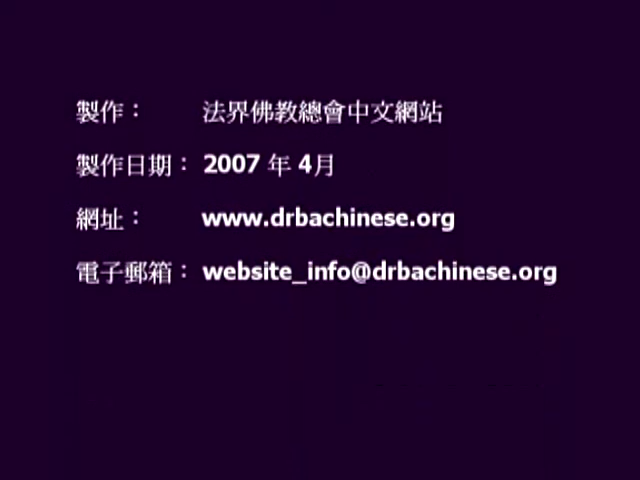 製作： 法界佛教總會中文網站
製作日期： 2007 年 4月
網址： www.drbachinese.org
電子郵箱： website_info@drbachinese.org